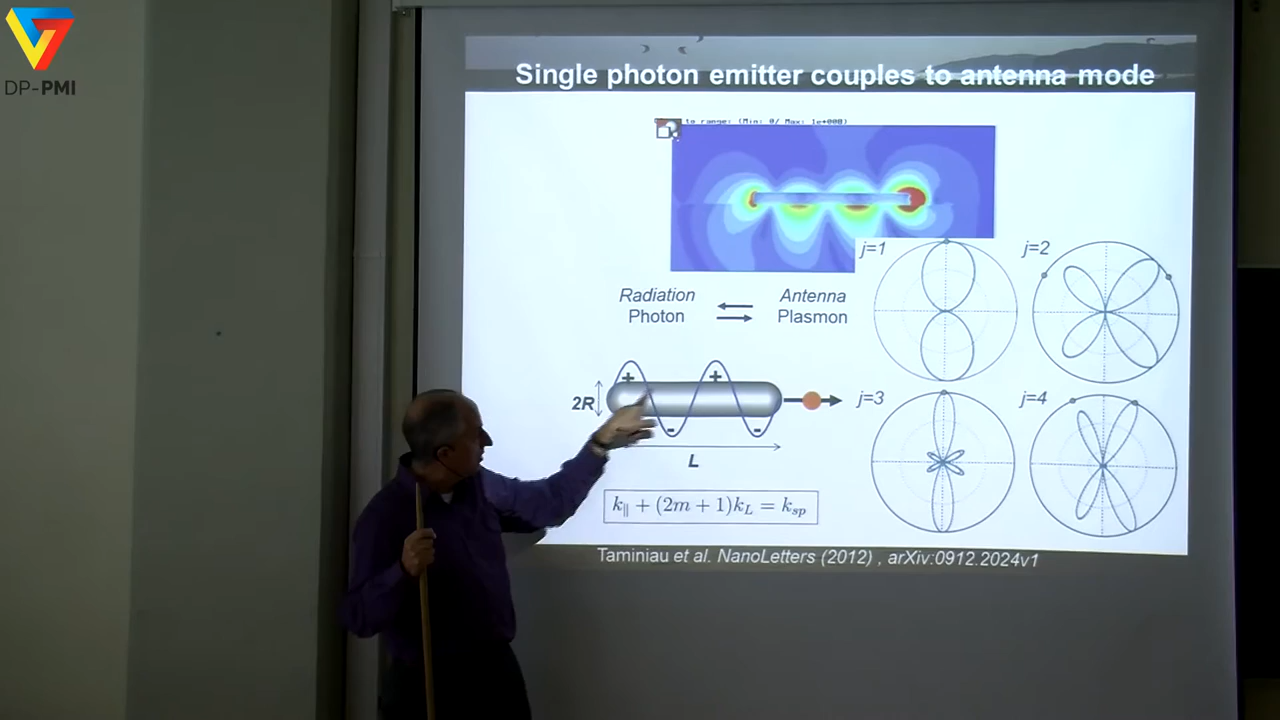 DP-PMI
Single photon emitter couples to antenna mode
to range: (Min: 0/ Max: 1e+008)
j=1
j=2
Radiation
Photon
Antenna
Plasmon
+
+
2R
-
-
L
j=3
j=4
k∥ + (2m + 1)k_L = k_sp
Taminiau et al. NanoLetters (2012) , arXiv:0912.2024v1